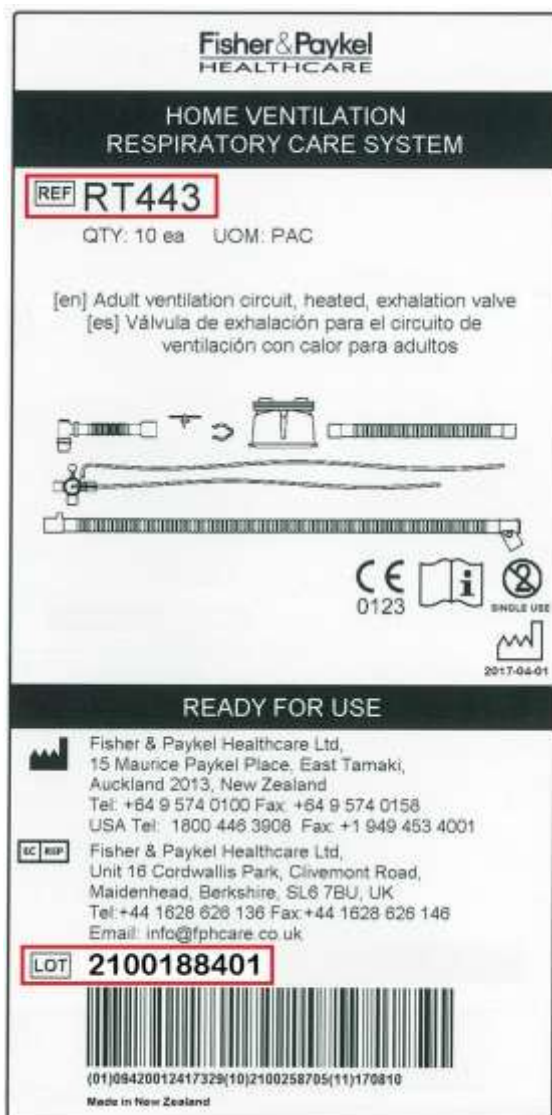 Fisher&Paykel
HEALTHCARE
HOME VENTILATION
RESPIRATORY CARE SYSTEM
REF RT443
QTY: 10 ea UOM: PAC
[en] Adult ventilation circuit, heated, exhalation valve
[es] Válvula de exhalación para el circuito de
ventilación con calor para adultos
CE
0123
i
2
SINGLE USE
2017-04-01
READY FOR USE
Fisher & Paykel Healthcare Ltd,
15 Maurice Paykel Place, East Tamaki,
Auckland 2013, New Zealand
Tel: +64 9 574 0100 Fax: +64 9 574 0158
USA Tel: 1800 446 3908 Fax: +1 949 453 4001
EC REP
Fisher & Paykel Healthcare Ltd,
Unit 16 Cordwallis Park, Clivemont Road,
Maidenhead, Berkshire, SL6 7BU, UK
Tel:+44 1628 626 136 Fax:+44 1628 626 146
Email: info@fphcare.co.uk
LOT 2100188401
(01)09420012417329(10)2100258705(11)170810
Made in New Zealand